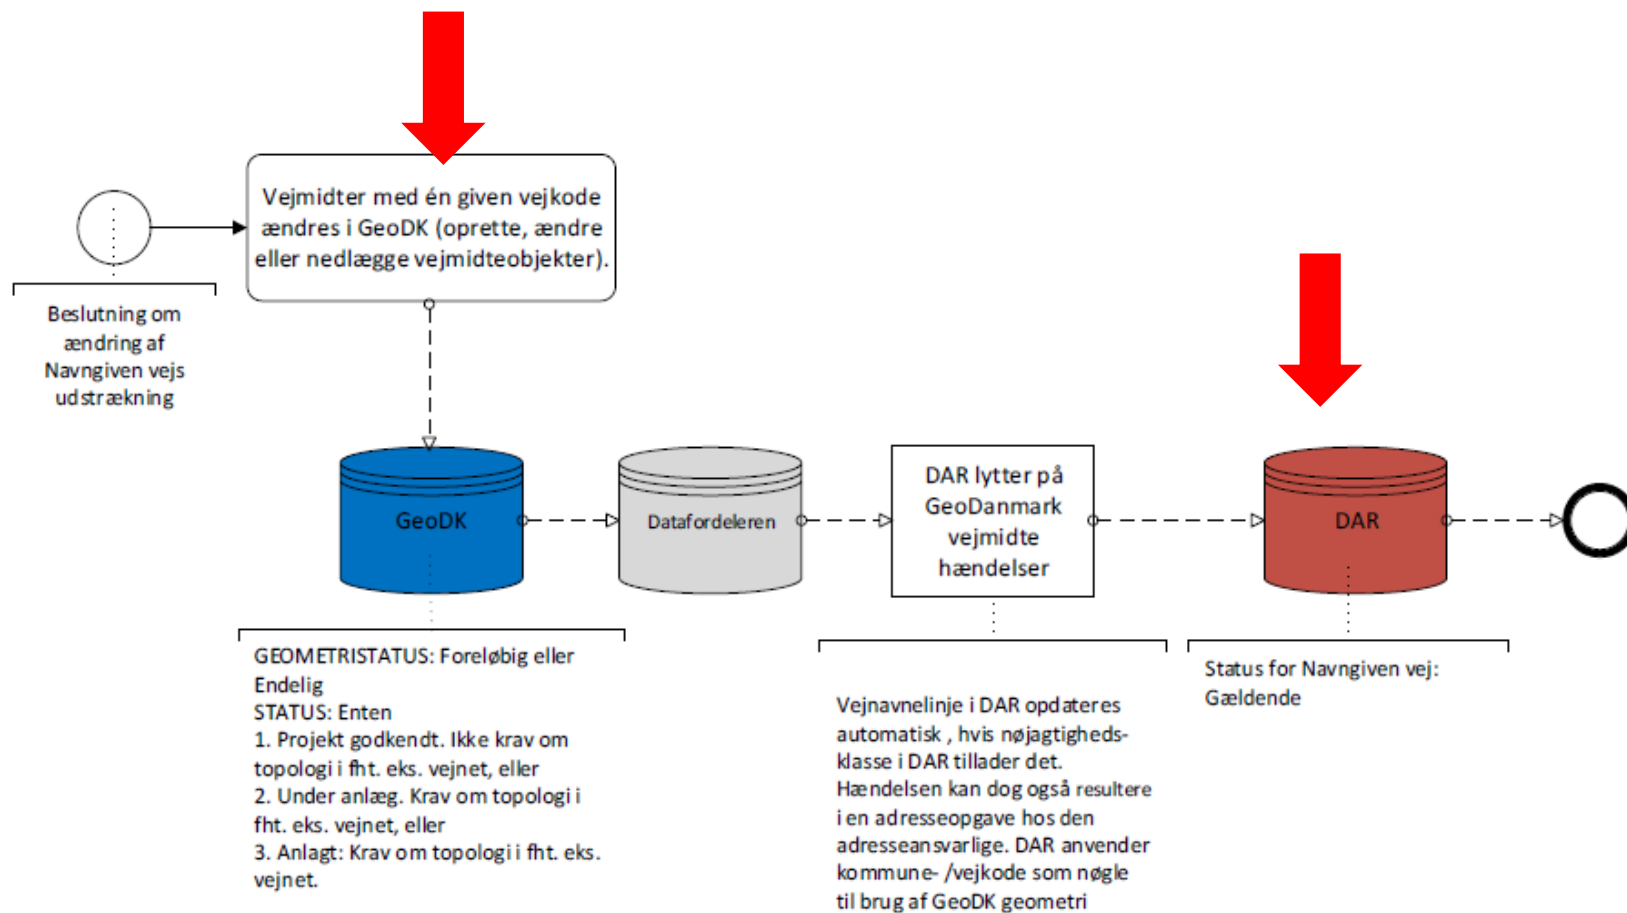 Vejmidter med én given vejkode
ændres i GeoDK (oprette, ændre
eller nedlægge vejmidteobjekter).
Beslutning om
ændring af
Navngiven vejs
udstrækning
GeoDK
Datafordeleren
DAR lytter på
GeoDanmark
vejmidte
hændelser
DAR
GEOMETRISTATUS: Foreløbig eller
Endelig
STATUS: Enten
1. Projekt godkendt. Ikke krav om
topologi i fht. eks. vejnet, eller
2. Under anlæg. Krav om topologi i
fht. eks. vejnet, eller
3. Anlagt: Krav om topologi i fht. eks.
vejnet.
Vejnavnelinje i DAR opdateres
automatisk , hvis nøjagtigheds-
klasse i DAR tillader det.
Hændelsen kan dog også resultere
i en adresseopgave hos den
adresseansvarlige. DAR anvender
kommune- /vejkode som nøgle
til brug af GeoDK geometri
Status for Navngiven vej:
Gældende